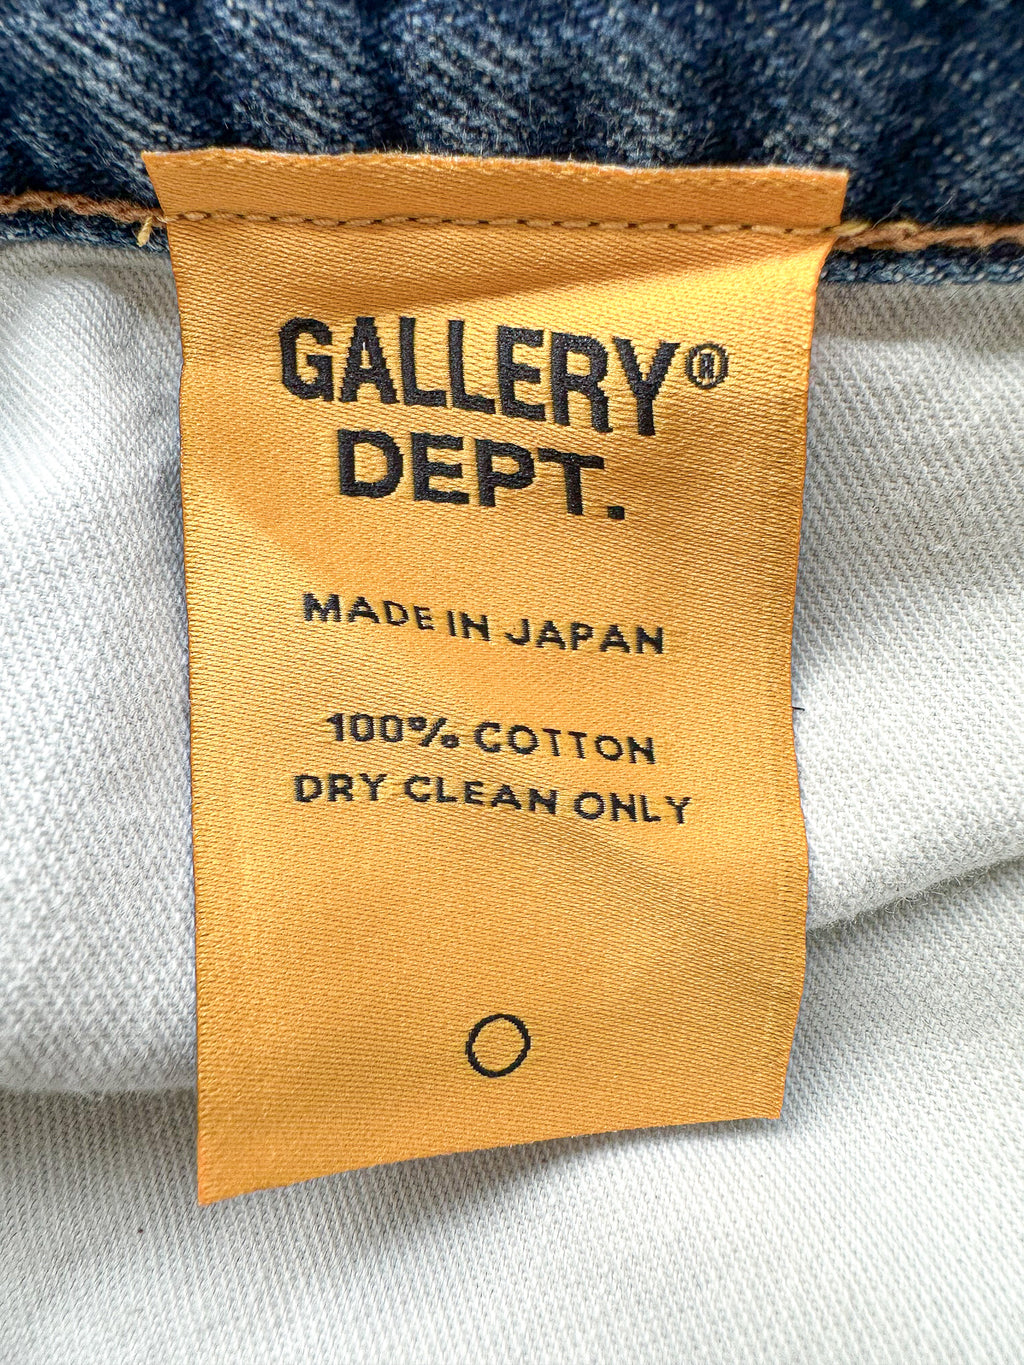 GALLERY®
DEPT.
MADE IN JAPAN
100% COTTON
DRY CLEAN ONLY